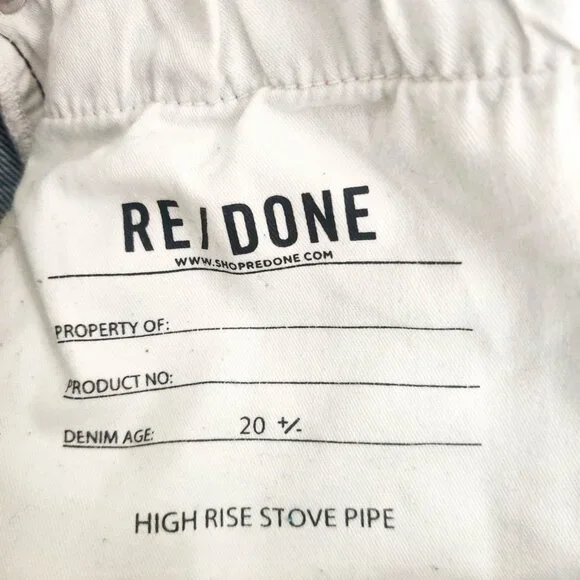 RE/DONE
WWW.SHOPREDONE.COM
PROPERTY OF:
PRODUCT NO:
DENIM AGE: 20 +/-
HIGH RISE STOVE PIPE